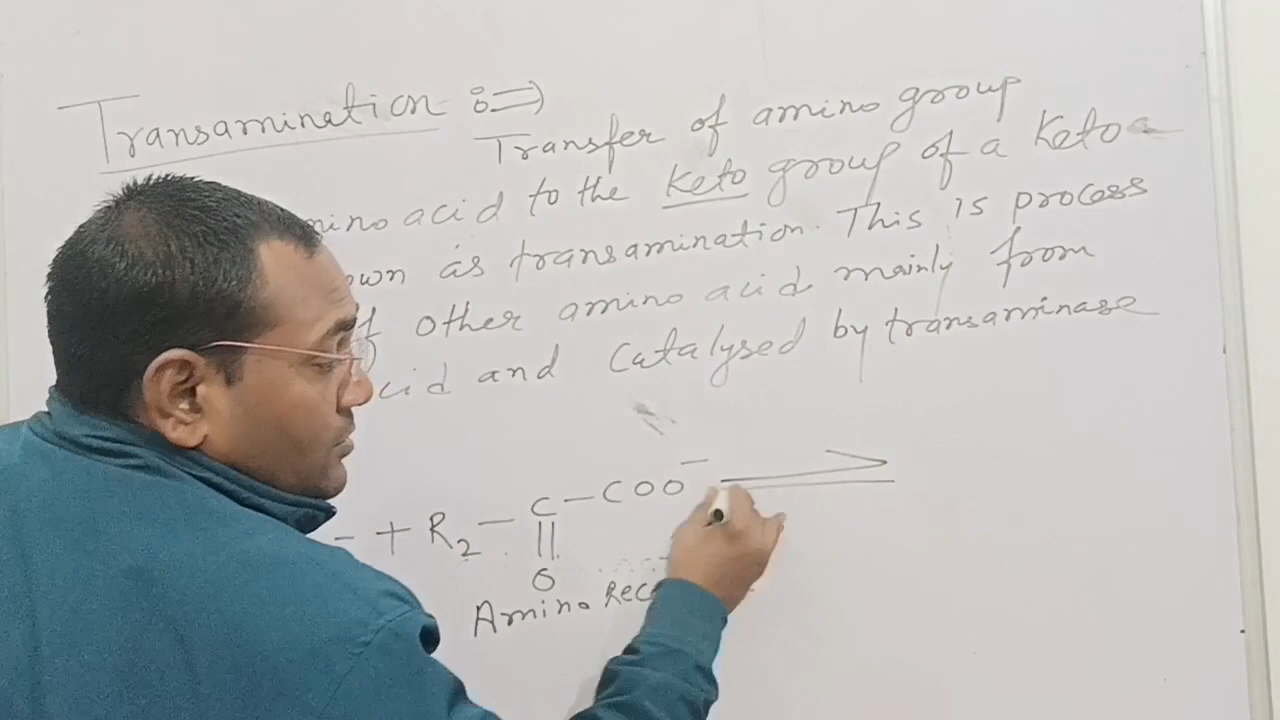 Transamination :⇒
Transfer of amino group
mino acid to the Keto group of a Keto a
own as transamination. This is process
f other amino acid mainly from
cid and Catalysed by transaminase
- + R2 - C - COO⁻ ⇌
||
O
Amino Rec